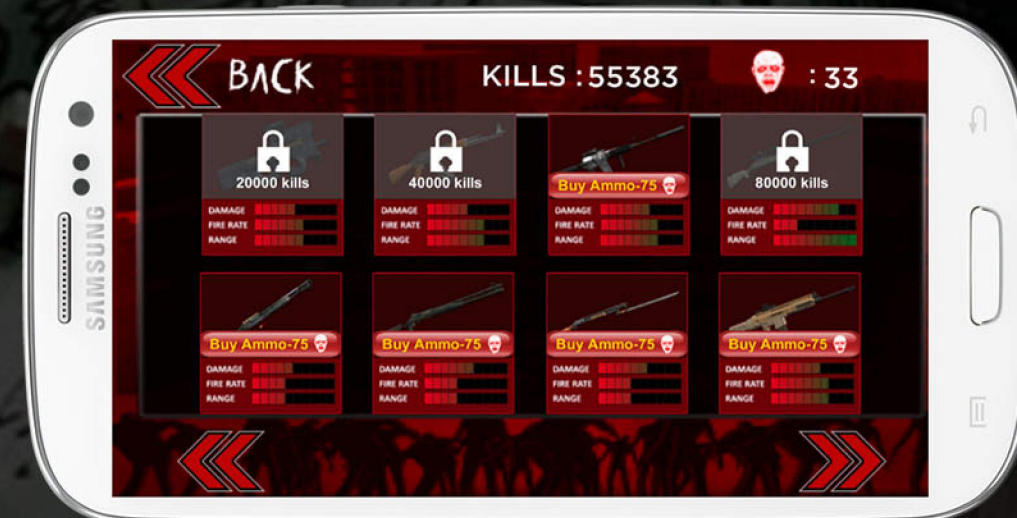 BACK
KILLS : 55383
: 33
20000 kills
DAMAGE
FIRE RATE
RANGE
40000 kills
DAMAGE
FIRE RATE
RANGE
Buy Ammo-75
DAMAGE
FIRE RATE
RANGE
80000 kills
DAMAGE
FIRE RATE
RANGE
Buy Ammo-75
DAMAGE
FIRE RATE
RANGE
Buy Ammo-75
DAMAGE
FIRE RATE
RANGE
Buy Ammo-75
DAMAGE
FIRE RATE
RANGE
Buy Ammo-75
DAMAGE
FIRE RATE
RANGE
SAMSUNG